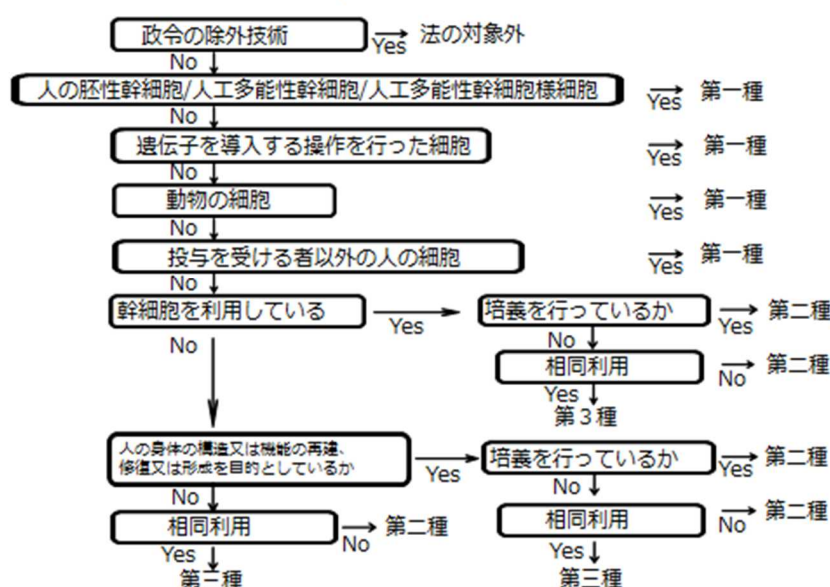 政令の除外技術 Yes 法の対象外
No
人の胚性幹細胞/人工多能性幹細胞/人工多能性幹細胞様細胞 Yes 第一種
No
遺伝子を導入する操作を行った細胞 Yes 第一種
No
動物の細胞 Yes 第一種
No
投与を受ける者以外の人の細胞 Yes 第一種
No
幹細胞を利用している Yes 培義を行っているか Yes 第二種
No No
相同利用 No 第二種
Yes
第3種
人の身体の構造又は機能の再建、
修復又は形成を目的としているか Yes 培義を行っているか Yes 第二種
No No
相同利用 No 第二種 相同利用 No 第二種
Yes Yes
第三種 第三種